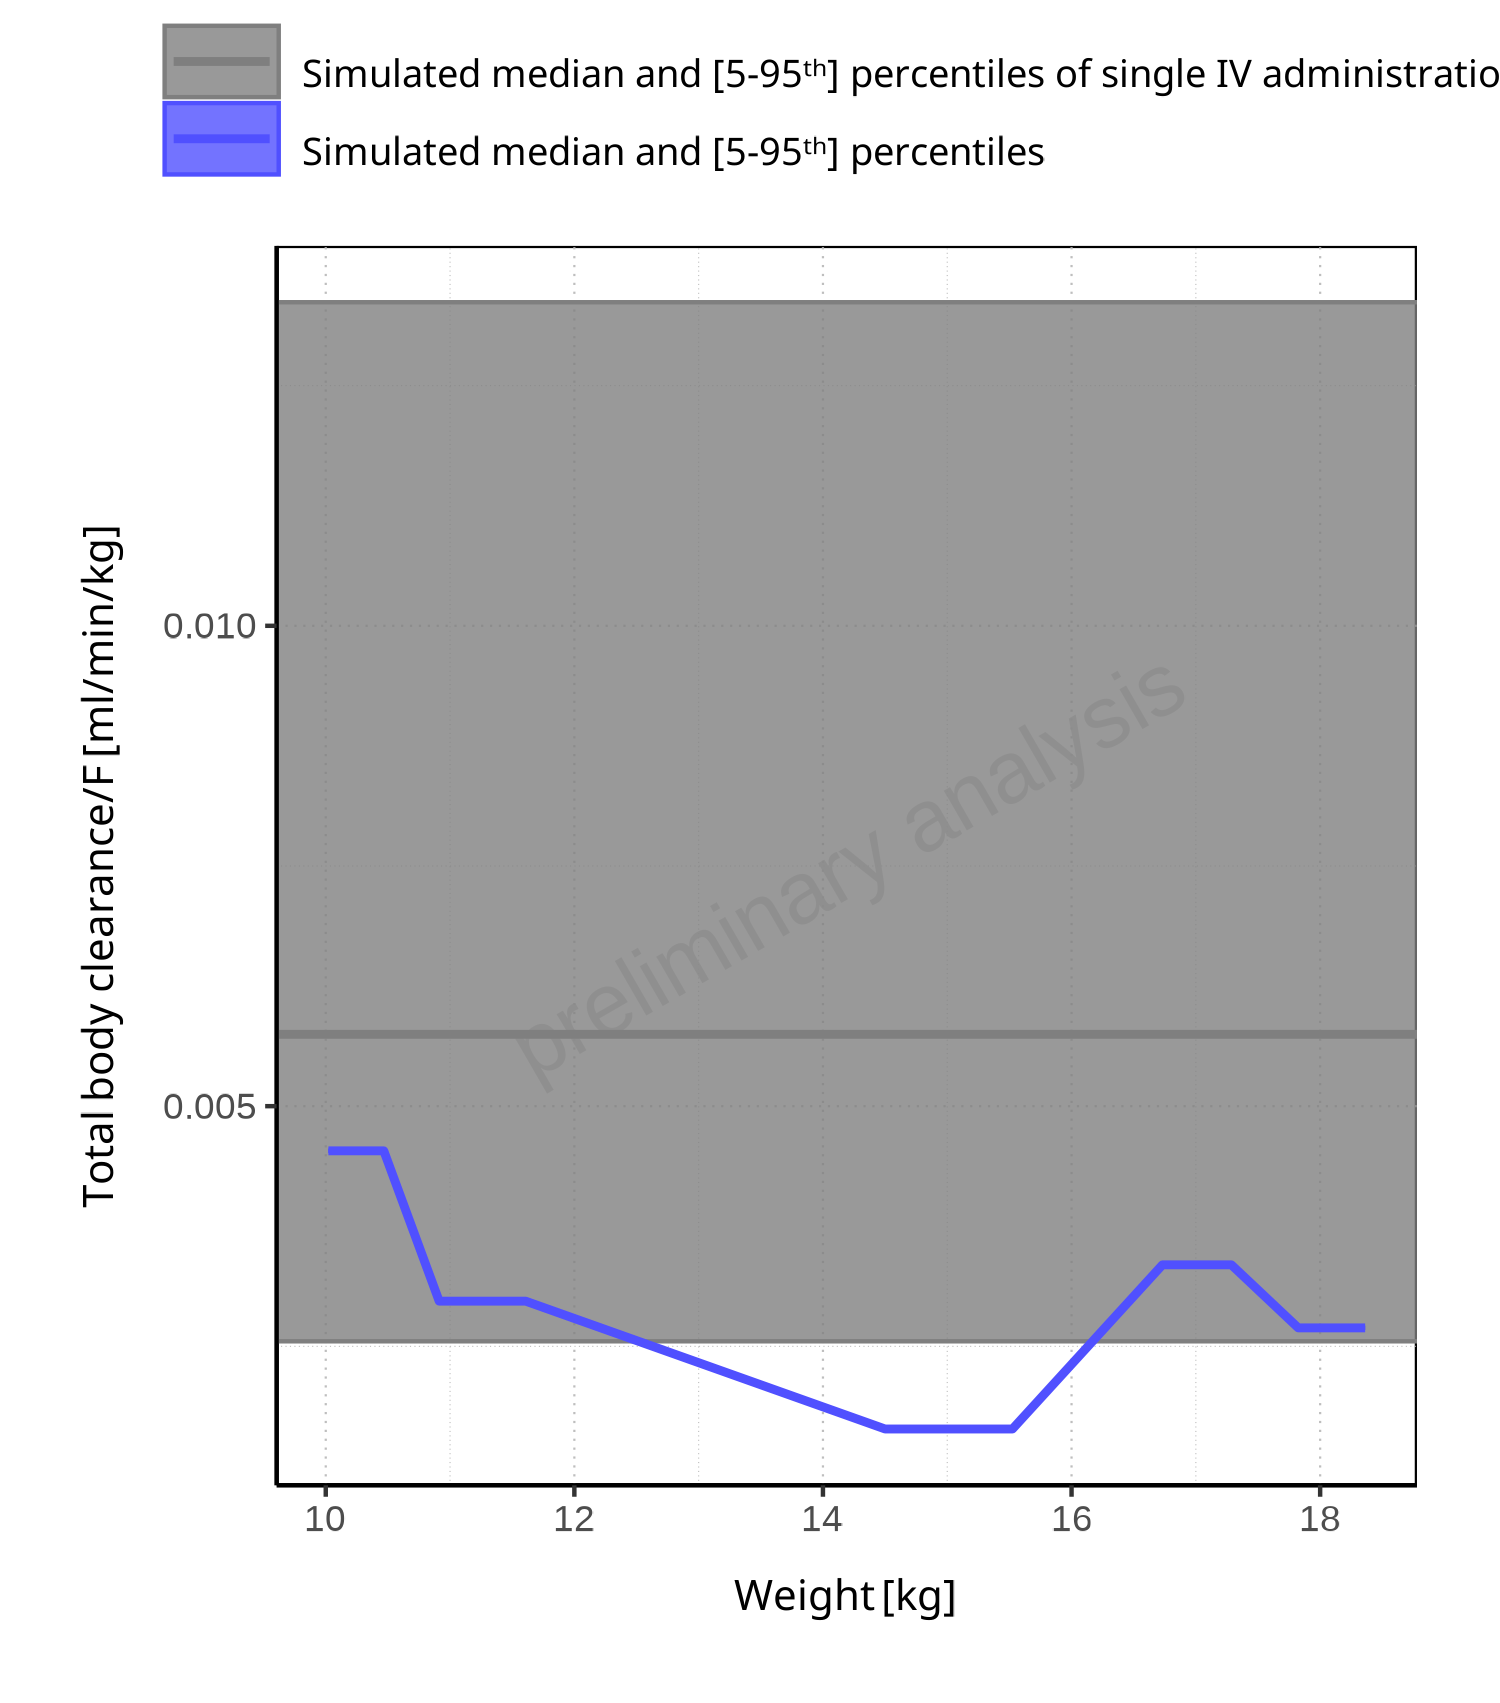 Simulated median and [5-95ᵗʰ] percentiles of single IV administratio
Simulated median and [5-95ᵗʰ] percentiles
Total body clearance/F [ml/min/kg]
0.010
0.005
preliminary analysis
10 12 14 16 18
Weight [kg]